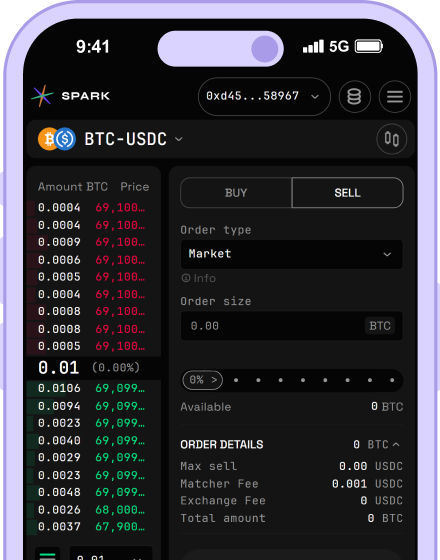 9:41 5G
SPARK 0xd45...58967
BTC-USDC
Amount BTC Price
0.0004 69,100…
0.0004 69,100…
0.0009 69,100…
0.0006 69,100…
0.0005 69,100…
0.0004 69,100…
0.0008 69,100…
0.0008 69,100…
0.0005 69,100…
0.01 (0.00%)
0.0106 69,099…
0.0094 69,099…
0.0023 69,099…
0.0040 69,099…
0.0029 69,099…
0.0023 69,099…
0.0048 69,099…
0.0026 68,000…
0.0037 67,900…
0.01
BUY SELL
Order type
Market
Info
Order size
0.00 BTC
0% >
Available 0 BTC
ORDER DETAILS 0 BTC
Max sell 0.00 USDC
Matcher Fee 0.001 USDC
Exchange Fee 0 USDC
Total amount 0 BTC